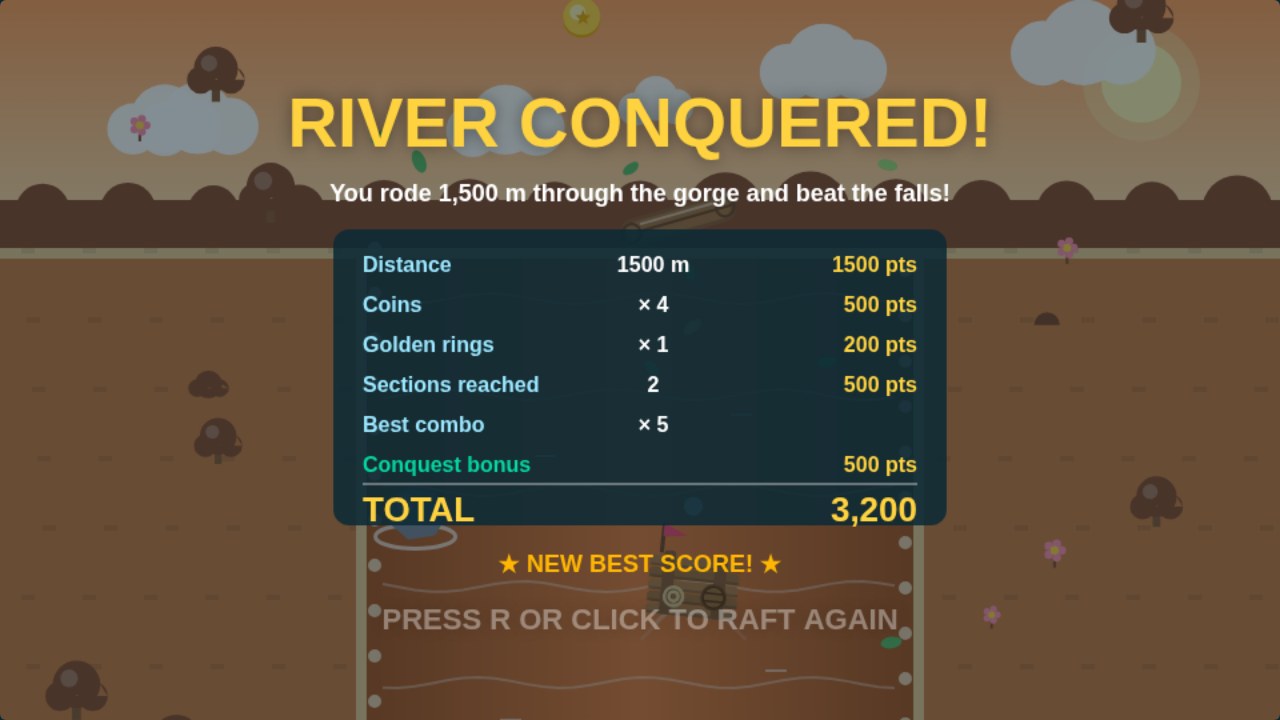 RIVER CONQUERED!
You rode 1,500 m through the gorge and beat the falls!
Distance 1500 m 1500 pts
Coins × 4 500 pts
Golden rings × 1 200 pts
Sections reached 2 500 pts
Best combo × 5
Conquest bonus 500 pts
TOTAL 3,200
★ NEW BEST SCORE! ★
PRESS R OR CLICK TO RAFT AGAIN